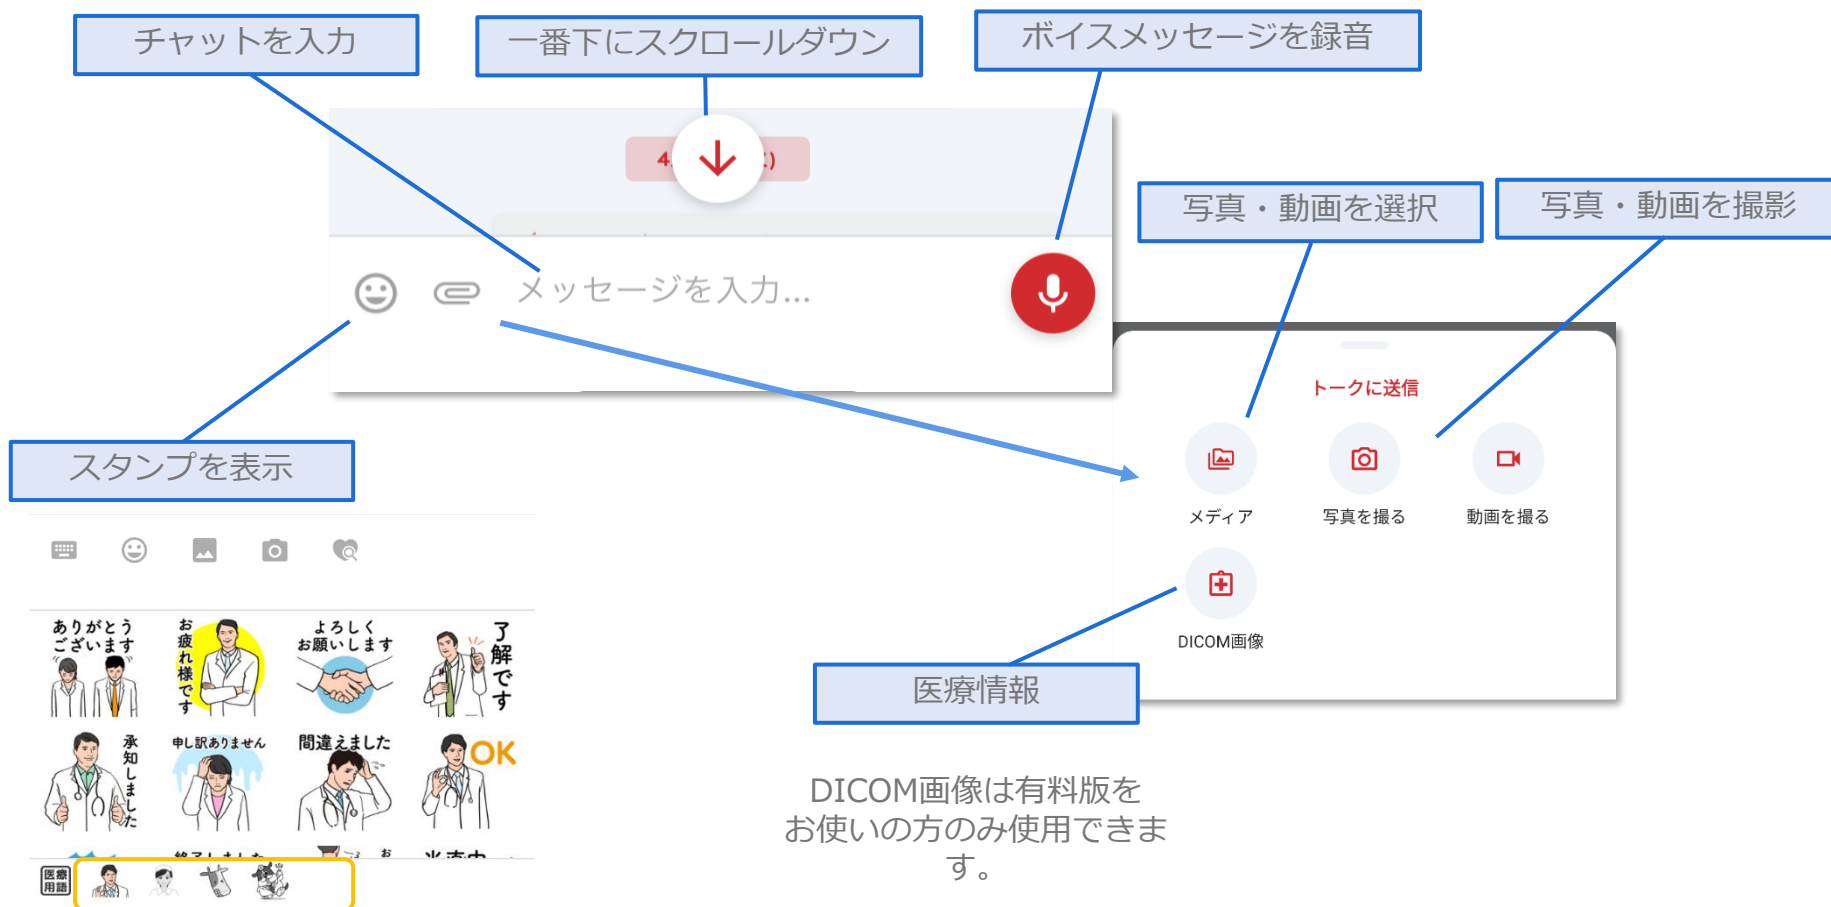 チャットを入力
一番下にスクロールダウン
ボイスメッセージを録音
写真・動画を選択
写真・動画を撮影
メッセージを入力...
トークに送信
メディア
写真を撮る
動画を撮る
DICOM画像
スタンプを表示
ありがとう
ございます
お疲れ様です
よろしく
お願いします
了解です
承知しました
申し訳ありません
間違えました
OK
医療
用語
医療情報
DICOM画像は有料版を
お使いの方のみ使用できま
す。